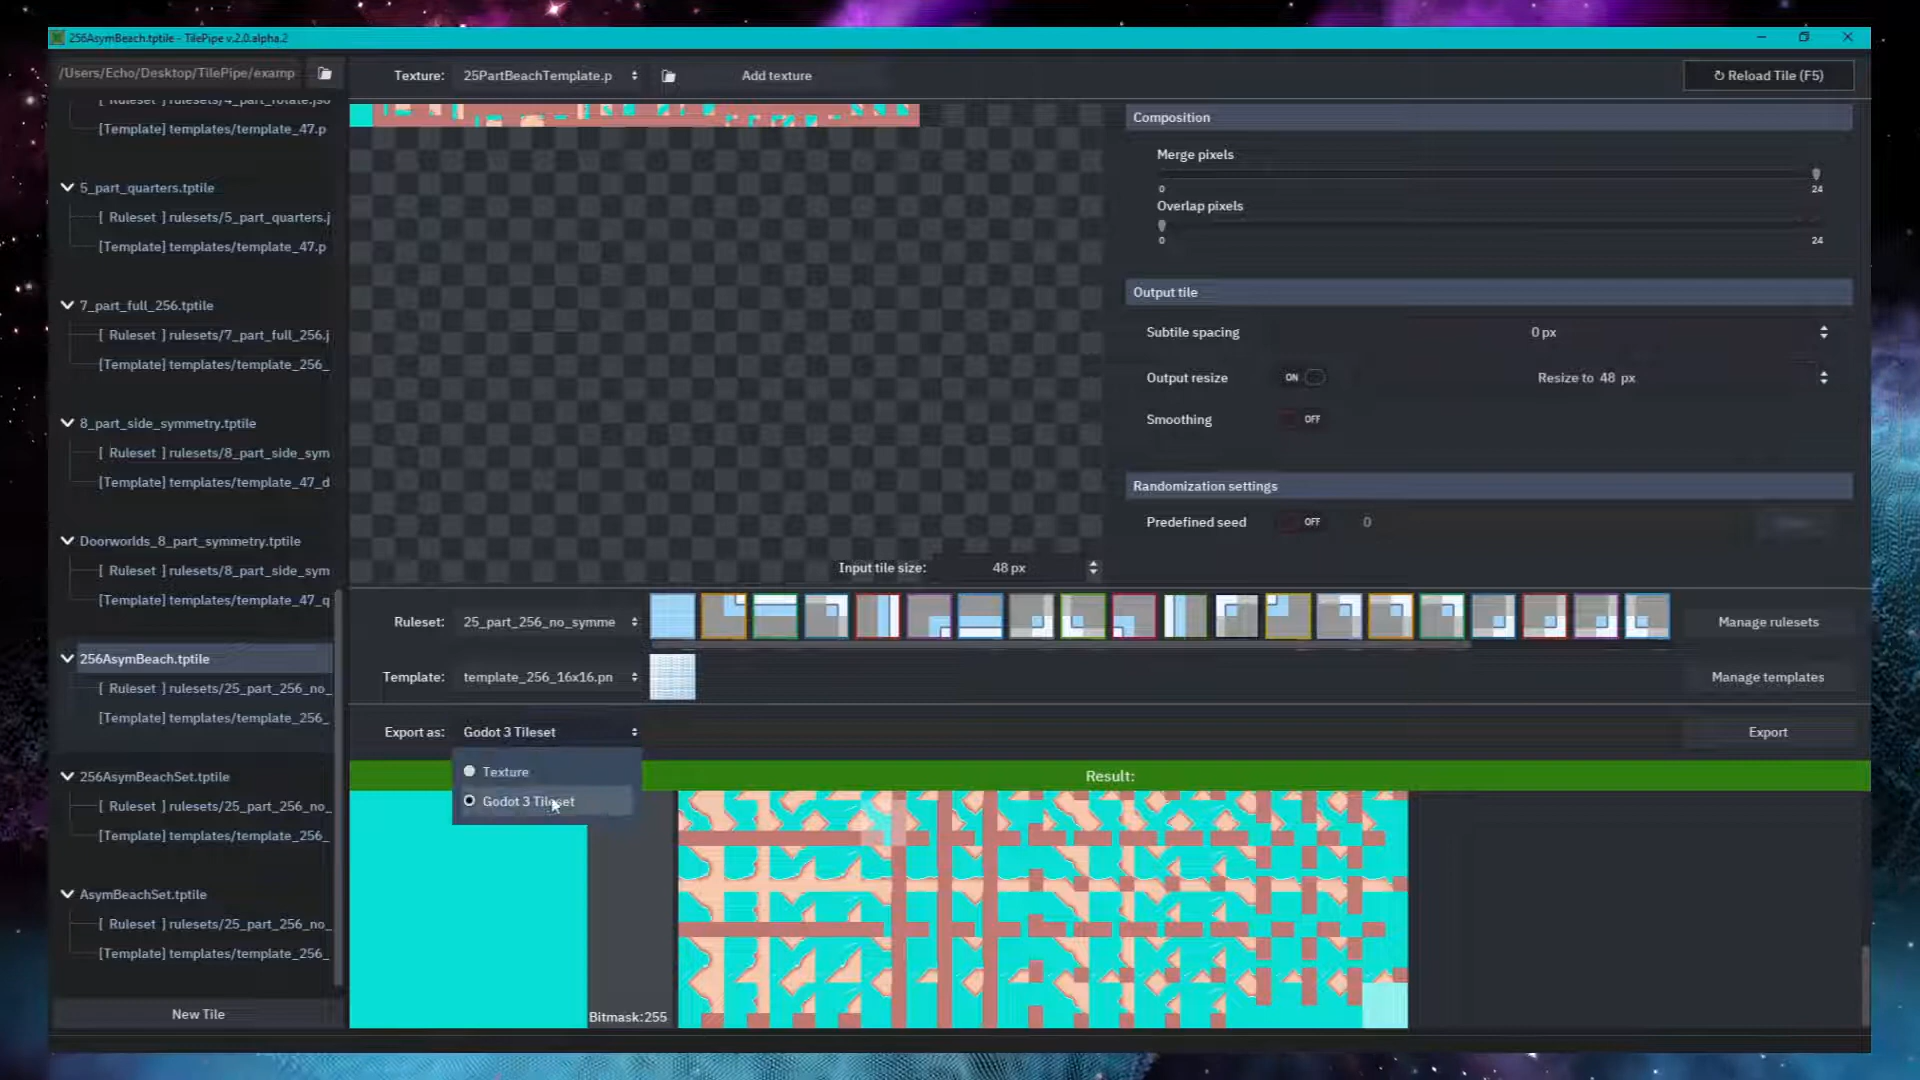 256AsymBeach.tptile - TilePipe v.2.0.alpha.2
/Users/Echo/Desktop/TilePipe/examp
Texture: 25PartBeachTemplate.p
Add texture
↻ Reload Tile (F5)
[ Ruleset ] rulesets/4_part_rotate.jso
[Template] templates/template_47.p
5_part_quarters.tptile
[ Ruleset ] rulesets/5_part_quarters.j
[Template] templates/template_47.p
7_part_full_256.tptile
[ Ruleset ] rulesets/7_part_full_256.j
[Template] templates/template_256_
8_part_side_symmetry.tptile
[ Ruleset ] rulesets/8_part_side_sym
[Template] templates/template_47_d
Doorworlds_8_part_symmetry.tptile
[ Ruleset ] rulesets/8_part_side_sym
[Template] templates/template_47_q
256AsymBeach.tptile
[ Ruleset ] rulesets/25_part_256_no_
[Template] templates/template_256_
256AsymBeachSet.tptile
[ Ruleset ] rulesets/25_part_256_no_
[Template] templates/template_256_
AsymBeachSet.tptile
[ Ruleset ] rulesets/25_part_256_no_
[Template] templates/template_256_
New Tile
Composition
Merge pixels
0 24
Overlap pixels
0 24
Output tile
Subtile spacing 0 px
Output resize ON Resize to 48 px
Smoothing OFF
Randomization settings
Predefined seed OFF 0
Input tile size: 48 px
Ruleset: 25_part_256_no_symme
Manage rulesets
Template: template_256_16x16.pn
Manage templates
Export as: Godot 3 Tileset
Export
Texture
Godot 3 Tileset
Result:
Bitmask:255